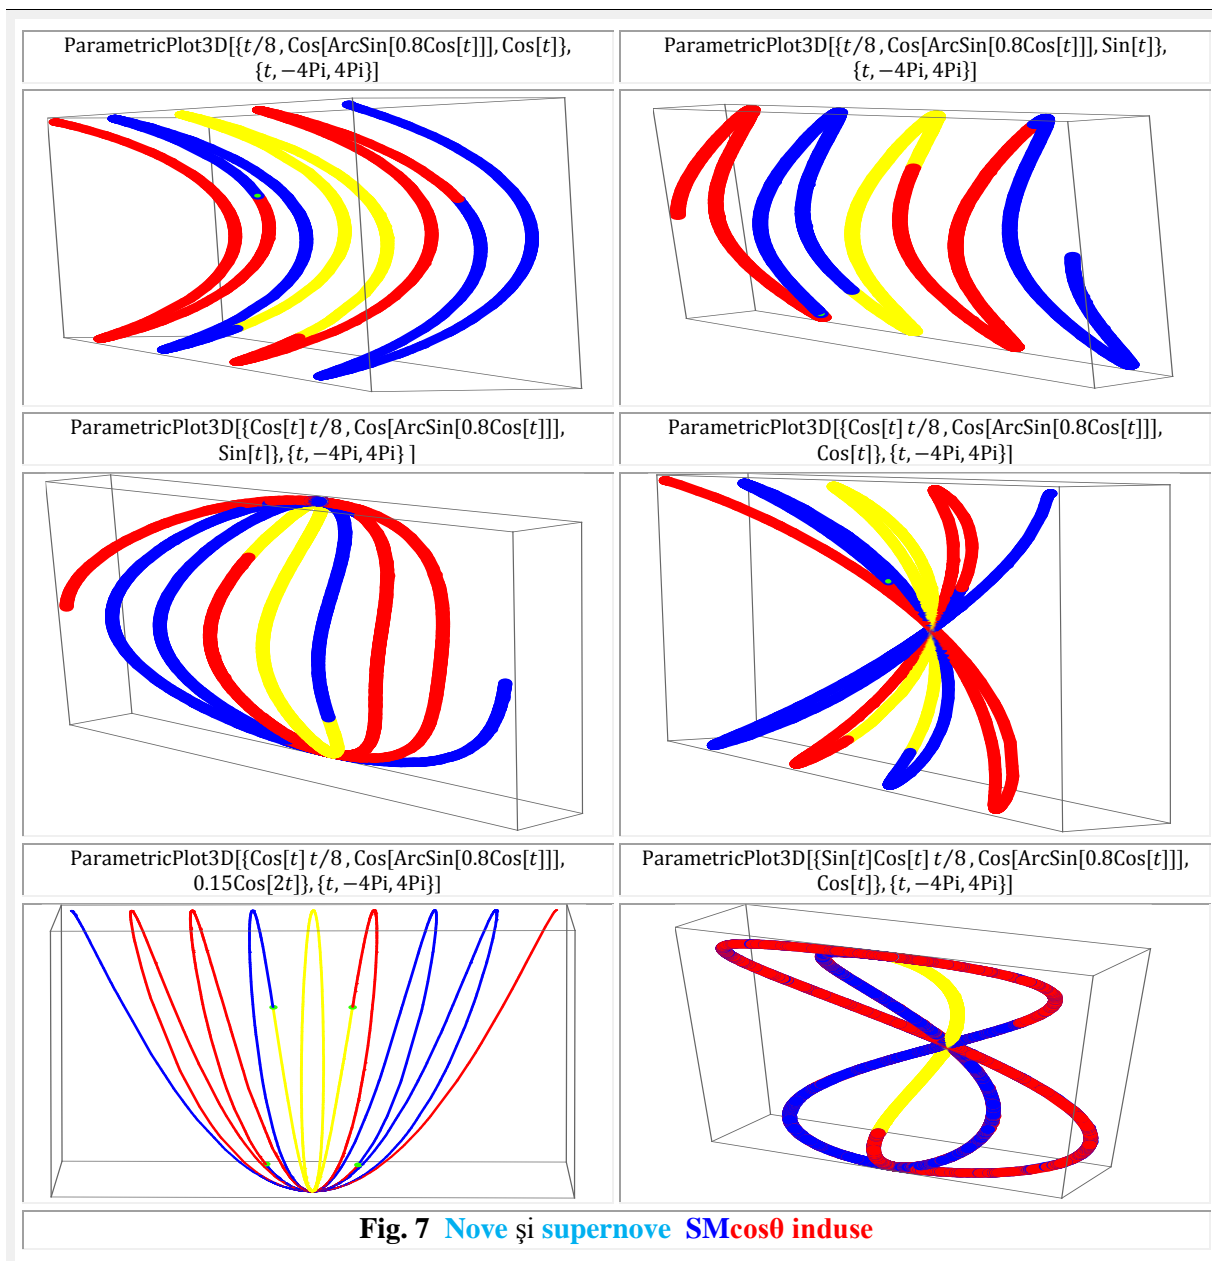 ParametricPlot3D[{t/8 , Cos[ArcSin[0.8Cos[t]]], Cos[t]},
{t, −4Pi, 4Pi}]
ParametricPlot3D[{t/8 , Cos[ArcSin[0.8Cos[t]]], Sin[t]},
{t, −4Pi, 4Pi}]
ParametricPlot3D[{Cos[t] t/8 , Cos[ArcSin[0.8Cos[t]]],
Sin[t]}, {t, −4Pi, 4Pi} ]
ParametricPlot3D[{Cos[t] t/8 , Cos[ArcSin[0.8Cos[t]]],
Cos[t]}, {t, −4Pi, 4Pi}]
ParametricPlot3D[{Cos[t] t/8 , Cos[ArcSin[0.8Cos[t]]],
0.15Cos[2t]}, {t, −4Pi, 4Pi}]
ParametricPlot3D[{Sin[t]Cos[t] t/8 , Cos[ArcSin[0.8Cos[t]]],
Cos[t]}, {t, −4Pi, 4Pi}]
Fig. 7 Nove şi supernove SMcosθ induse